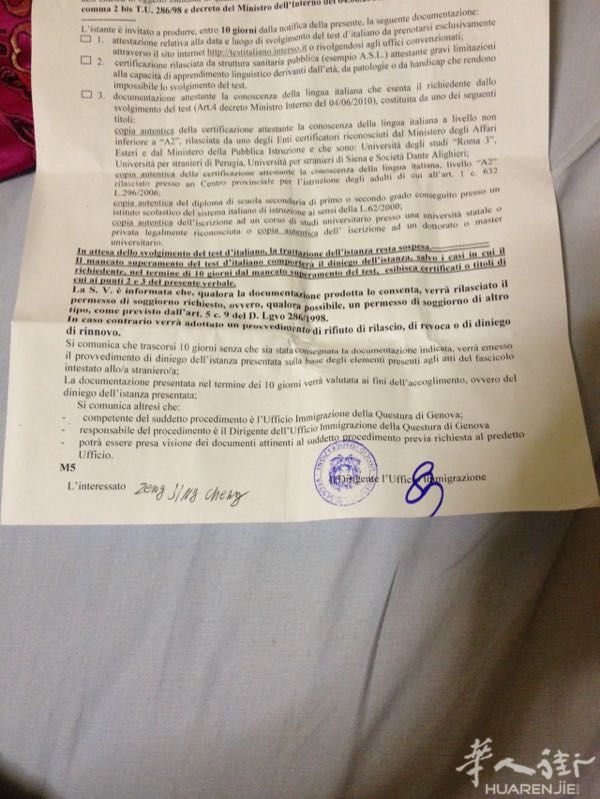 comma 2 bis T.U. 286/98 e decreto del Ministro dell'Interno del
L'istante è invitato a produrre, entro 10 giorni dalla notifica della presente, la seguente documentazione:
1. attestazione relativa alla data e luogo di svolgimento del test d'italiano da prenotarsi esclusivamente
attraverso il sito internet http://testitaliano.interno.it o rivolgendosi agli uffici convenzionati;
2. certificazione rilasciata da struttura sanitaria pubblica (esempio A.S.L.) attestante gravi limitazioni
alla capacità di apprendimento linguistico derivanti dall'età, da patologie o da handicap che rendono
impossibile lo svolgimento del test.
3. documentazione attestante la conoscenza della lingua italiana che esenta il richiedente dallo
svolgimento del test (Art.4 decreto Ministro Interno del 04/06/2010), costituita da uno dei seguenti
titoli:
copia autentica della certificazione attestante la conoscenza della lingua italiana a livello non
inferiore a "A2", rilasciata da uno degli Enti certificatori riconosciuti dal Ministero degli Affari
Esteri e dal Ministero della Pubblica Istruzione e che sono: Università degli studi "Roma 3",
Università per stranieri di Perugia, Università per stranieri di Siena e Società Dante Alighieri;
copia autentica della certificazione attestante la conoscenza della lingua italiana, livello "A2"
rilasciato presso un Centro provinciale per l'istruzione degli adulti di cui all'art. 1 c. 632
L.296/2006;
copia autentica del diploma di scuola secondaria di primo o secondo grado conseguito presso un
istituto scolastico del sistema italiano di istruzione ai sensi della L.62/2000;
copia autentica dell'iscrizione ad un corso di studi universitario presso una università statale o
privata legalmente riconosciuta o copia autentica dell' iscrizione ad un dottorato o master
universitario.
In attesa dello svolgimento del test d'italiano, la trattazione dell'istanza resta sospesa.
Il mancato superamento del test d'italiano comporterà il diniego dell'istanza, salvo i casi in cui il
richiedente, nel termine di 10 giorni dal mancato superamento del test, esibisca certificati o titoli di
cui ai punti 2 e 3 del presente verbale.
La S. V. è informata che, qualora la documentazione prodotta lo consenta, verrà rilasciato il
permesso di soggiorno richiesto, ovvero, qualora possibile, un permesso di soggiorno di altro
tipo, come previsto dall'art. 5 c. 9 del D. Lgvo 286/1998.
In caso contrario verrà adottato un provvedimento di rifiuto di rilascio, di revoca o di diniego
di rinnovo.
Si comunica che trascorsi 10 giorni senza che sia stata consegnata la documentazione indicata, verrà emesso
il provvedimento di diniego dell'istanza presentata sulla base degli elementi presenti agli atti del fascicolo
intestato allo/a straniero/a;
La documentazione presentata nel termine dei 10 giorni verrà valutata ai fini dell'accoglimento, ovvero del
diniego dell'istanza presentata;
Si comunica altresì che:
- competente del suddetto procedimento è l'Ufficio Immigrazione della Questura di Genova;
- responsabile del procedimento è il Dirigente dell'Ufficio Immigrazione della Questura di Genova
- potrà essere presa visione dei documenti attinenti al suddetto procedimento previa richiesta al predetto
Ufficio.
M5
L'interessato Zeng Jing Cheng
Il Dirigente l'Ufficio Immigrazione
華人街
HUARENJIE